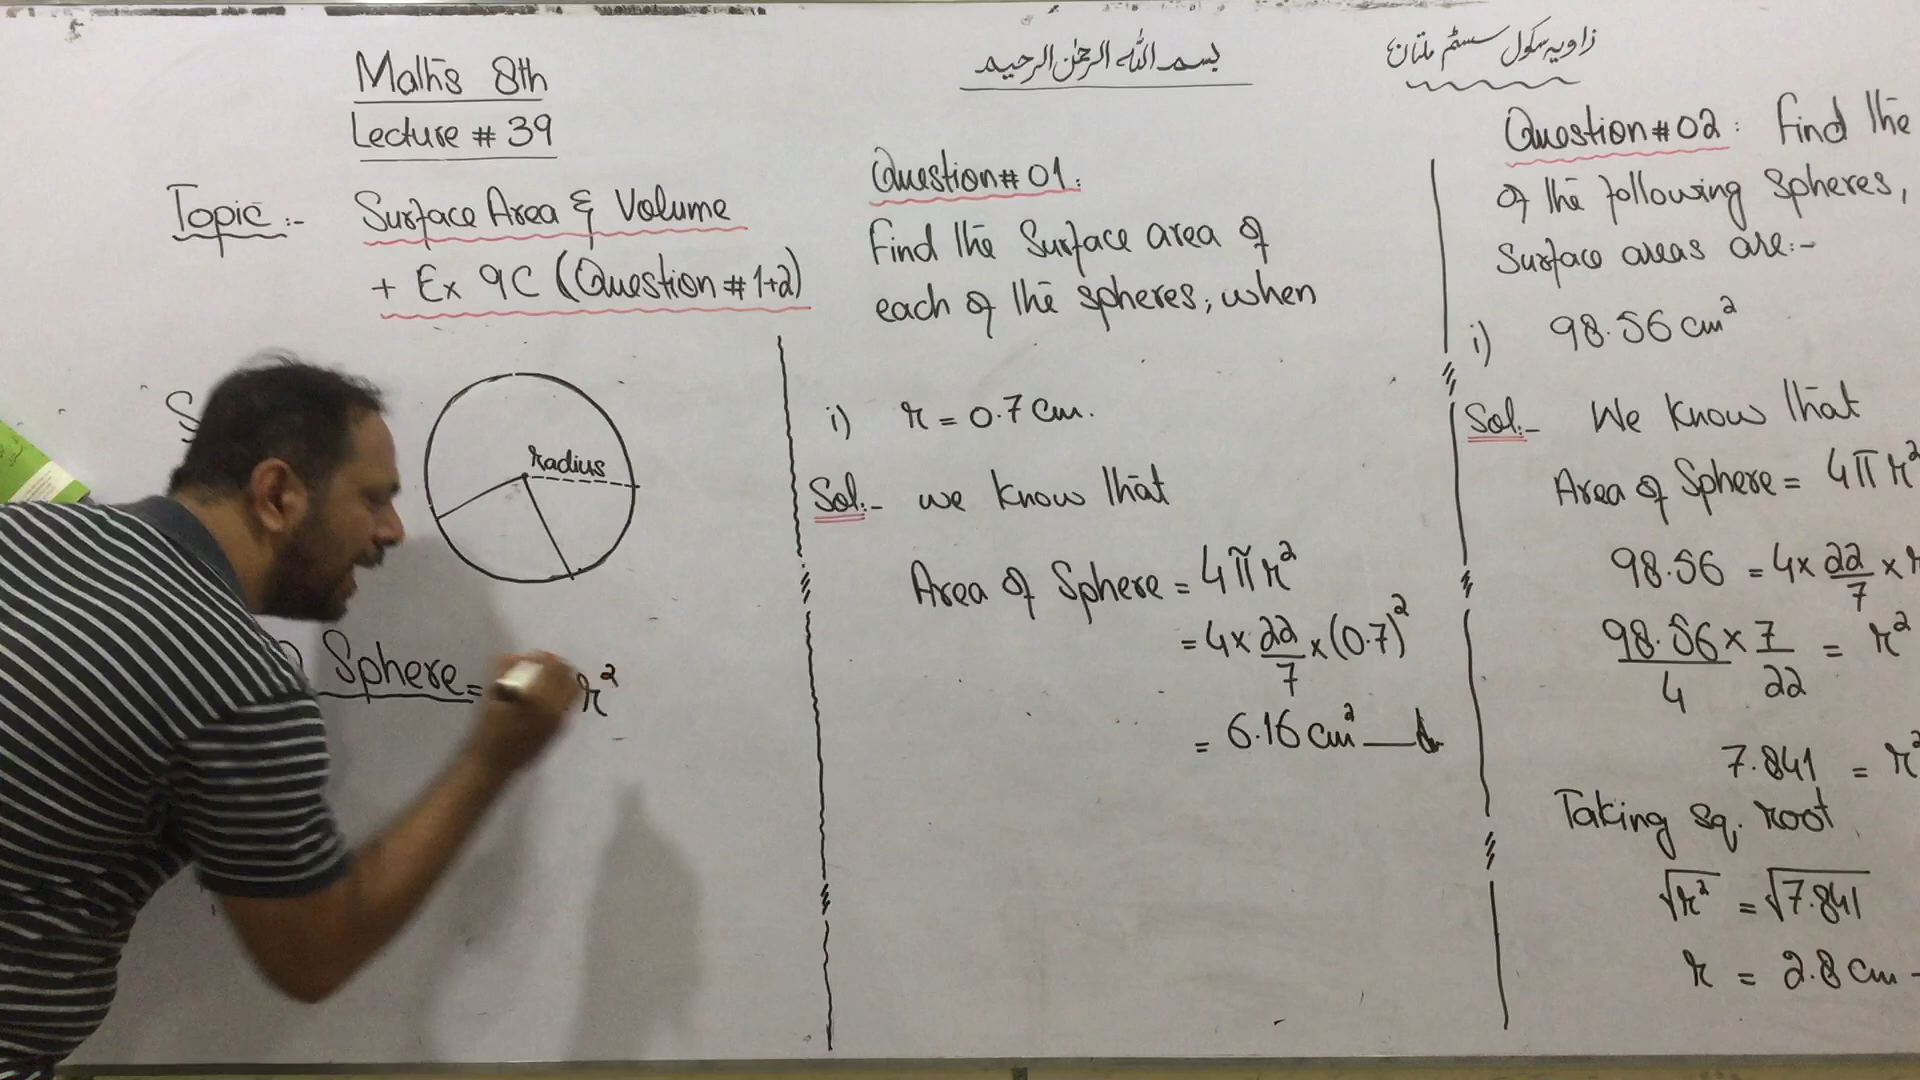 Maths 8th
Lecture # 39
Topic:- Surface Area & Volume
+ Ex 9C (Question # 1+2)
radius
Sphere = r²
بسم اللہ الرحمٰن الرحیم
زاویہ سکول سسٹم ملتان
Question# 01:
Find the Surface area of
each of the spheres, when
i) r = 0.7 cm.
Sol:- we know that
Area of Sphere = 4πr²
= 4 × 22/7 × (0.7)²
= 6.16 cm²
Question # 02: Find the
of the following spheres,
Surface areas are:-
i) 98.56 cm²
Sol:- We know that
Area of Sphere = 4πr²
98.56 = 4 × 22/7 × r
98.56/4 × 7/22 = r²
7.841 = r²
Taking sq. root
√r² = √7.841
r = 2.8 cm